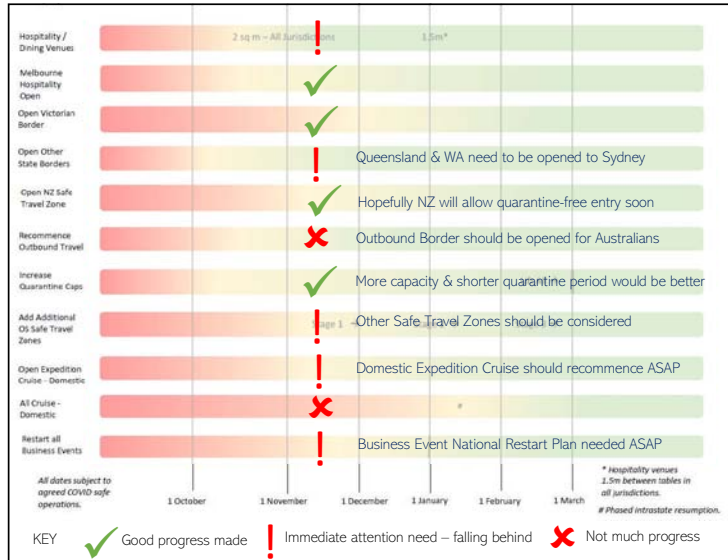 Hospitality /
Dining Venues
2 sq m – All Jurisdictions
1.5m*
Melbourne
Hospitality
Open
Open Victorian
Border
Open Other
State Borders
Queensland & WA need to be opened to Sydney
Open NZ Safe
Travel Zone
Hopefully NZ will allow quarantine-free entry soon
Recommence
Outbound Travel
Outbound Border should be opened for Australians
Increase
Quarantine Caps
More capacity & shorter quarantine period would be better
Add Additional
OS Safe Travel
Zones
Stage 1
Other Safe Travel Zones should be considered
Open Expedition
Cruise - Domestic
Domestic Expedition Cruise should recommence ASAP
All Cruise -
Domestic
#
Restart all
Business Events
Business Event National Restart Plan needed ASAP
All dates subject to
agreed COVID safe
operations.
1 October
1 November
1 December
1 January
1 February
1 March
* Hospitality venues
1.5m between tables in
all jurisdictions.
# Phased intrastate resumption.
KEY
Good progress made
Immediate attention need – falling behind
Not much progress